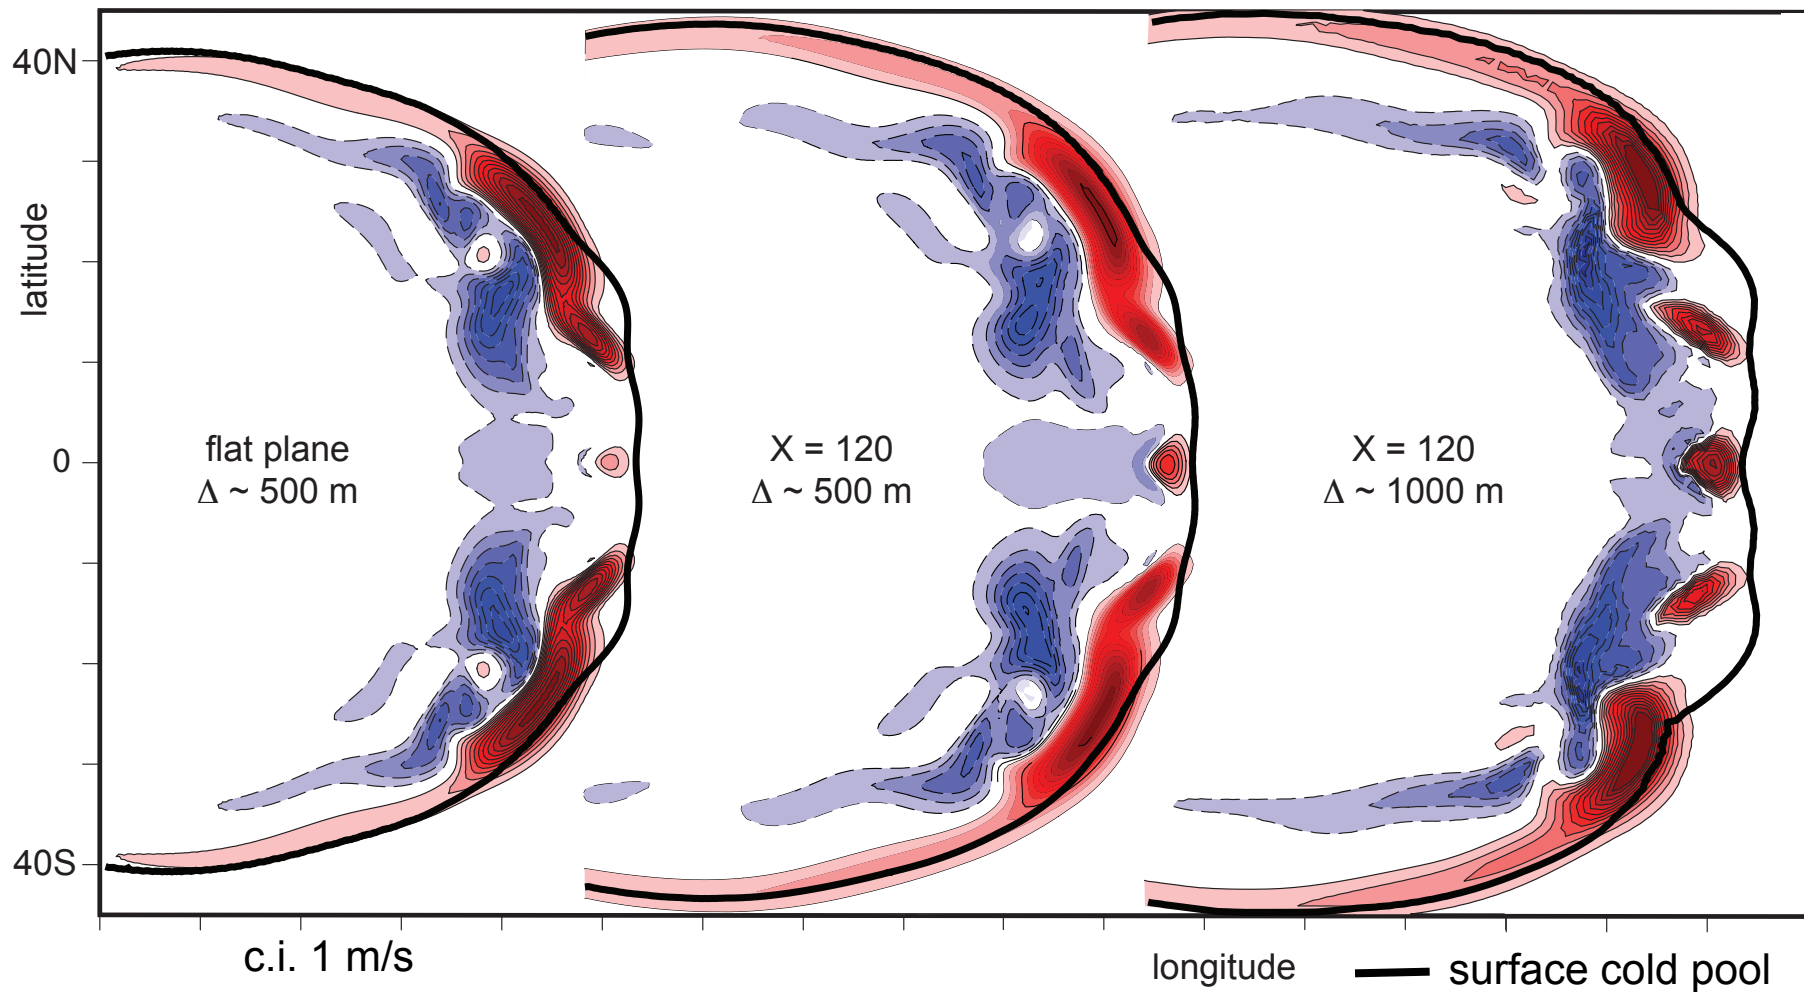 40N
latitude
0
40S
flat plane
Δ ~ 500 m
X = 120
Δ ~ 500 m
X = 120
Δ ~ 1000 m
c.i. 1 m/s
longitude
surface cold pool